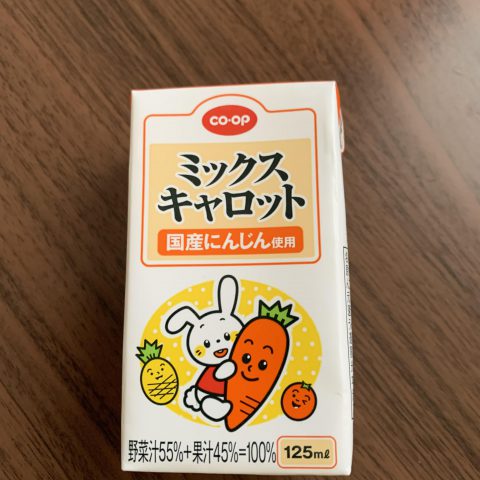 CO·OP
ミックス
キャロット
国産にんじん使用
野菜汁55%+果汁45%=100%
125ml